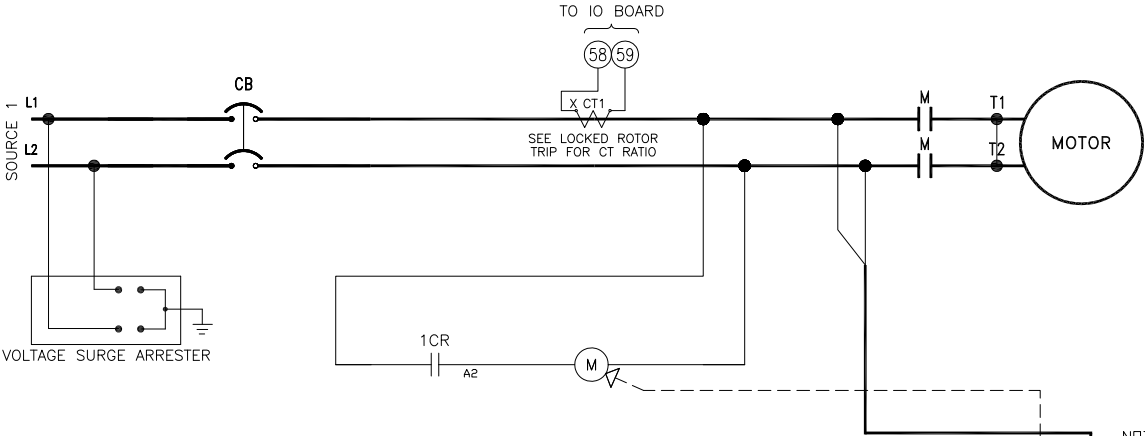 TO IO BOARD
58 59
CB
SOURCE 1
L1
L2
X CT1
SEE LOCKED ROTOR
TRIP FOR CT RATIO
M
M
T1
T2
MOTOR
VOLTAGE SURGE ARRESTER
1CR
A2
M